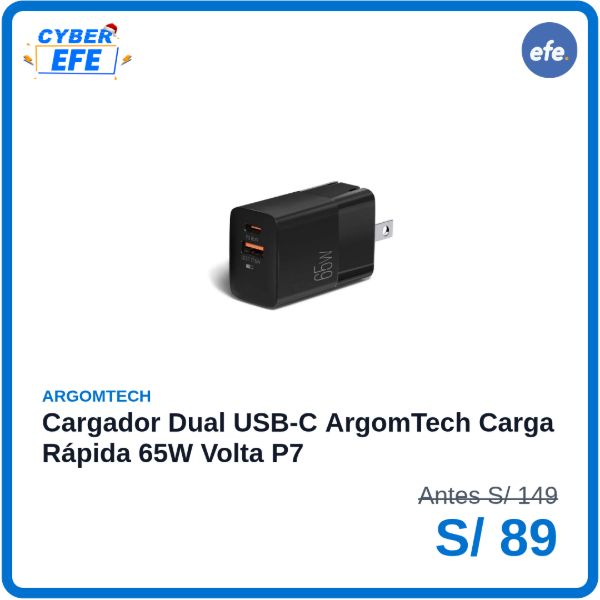 CYBER
EFE
efe.
65W
ARGOMTECH
Cargador Dual USB-C ArgomTech Carga
Rápida 65W Volta P7
Antes S/ 149
S/ 89